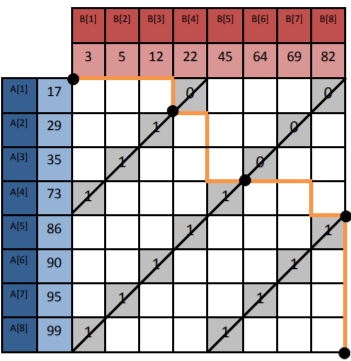 B[1] B[2] B[3] B[4] B[5] B[6] B[7] B[8]
3 5 12 22 45 64 69 82
A[1] 17 0 0
A[2] 29 1 0
A[3] 35 1 0
A[4] 73 1 1
A[5] 86 1 1
A[6] 90 1 1
A[7] 95 1 1
A[8] 99 1 1